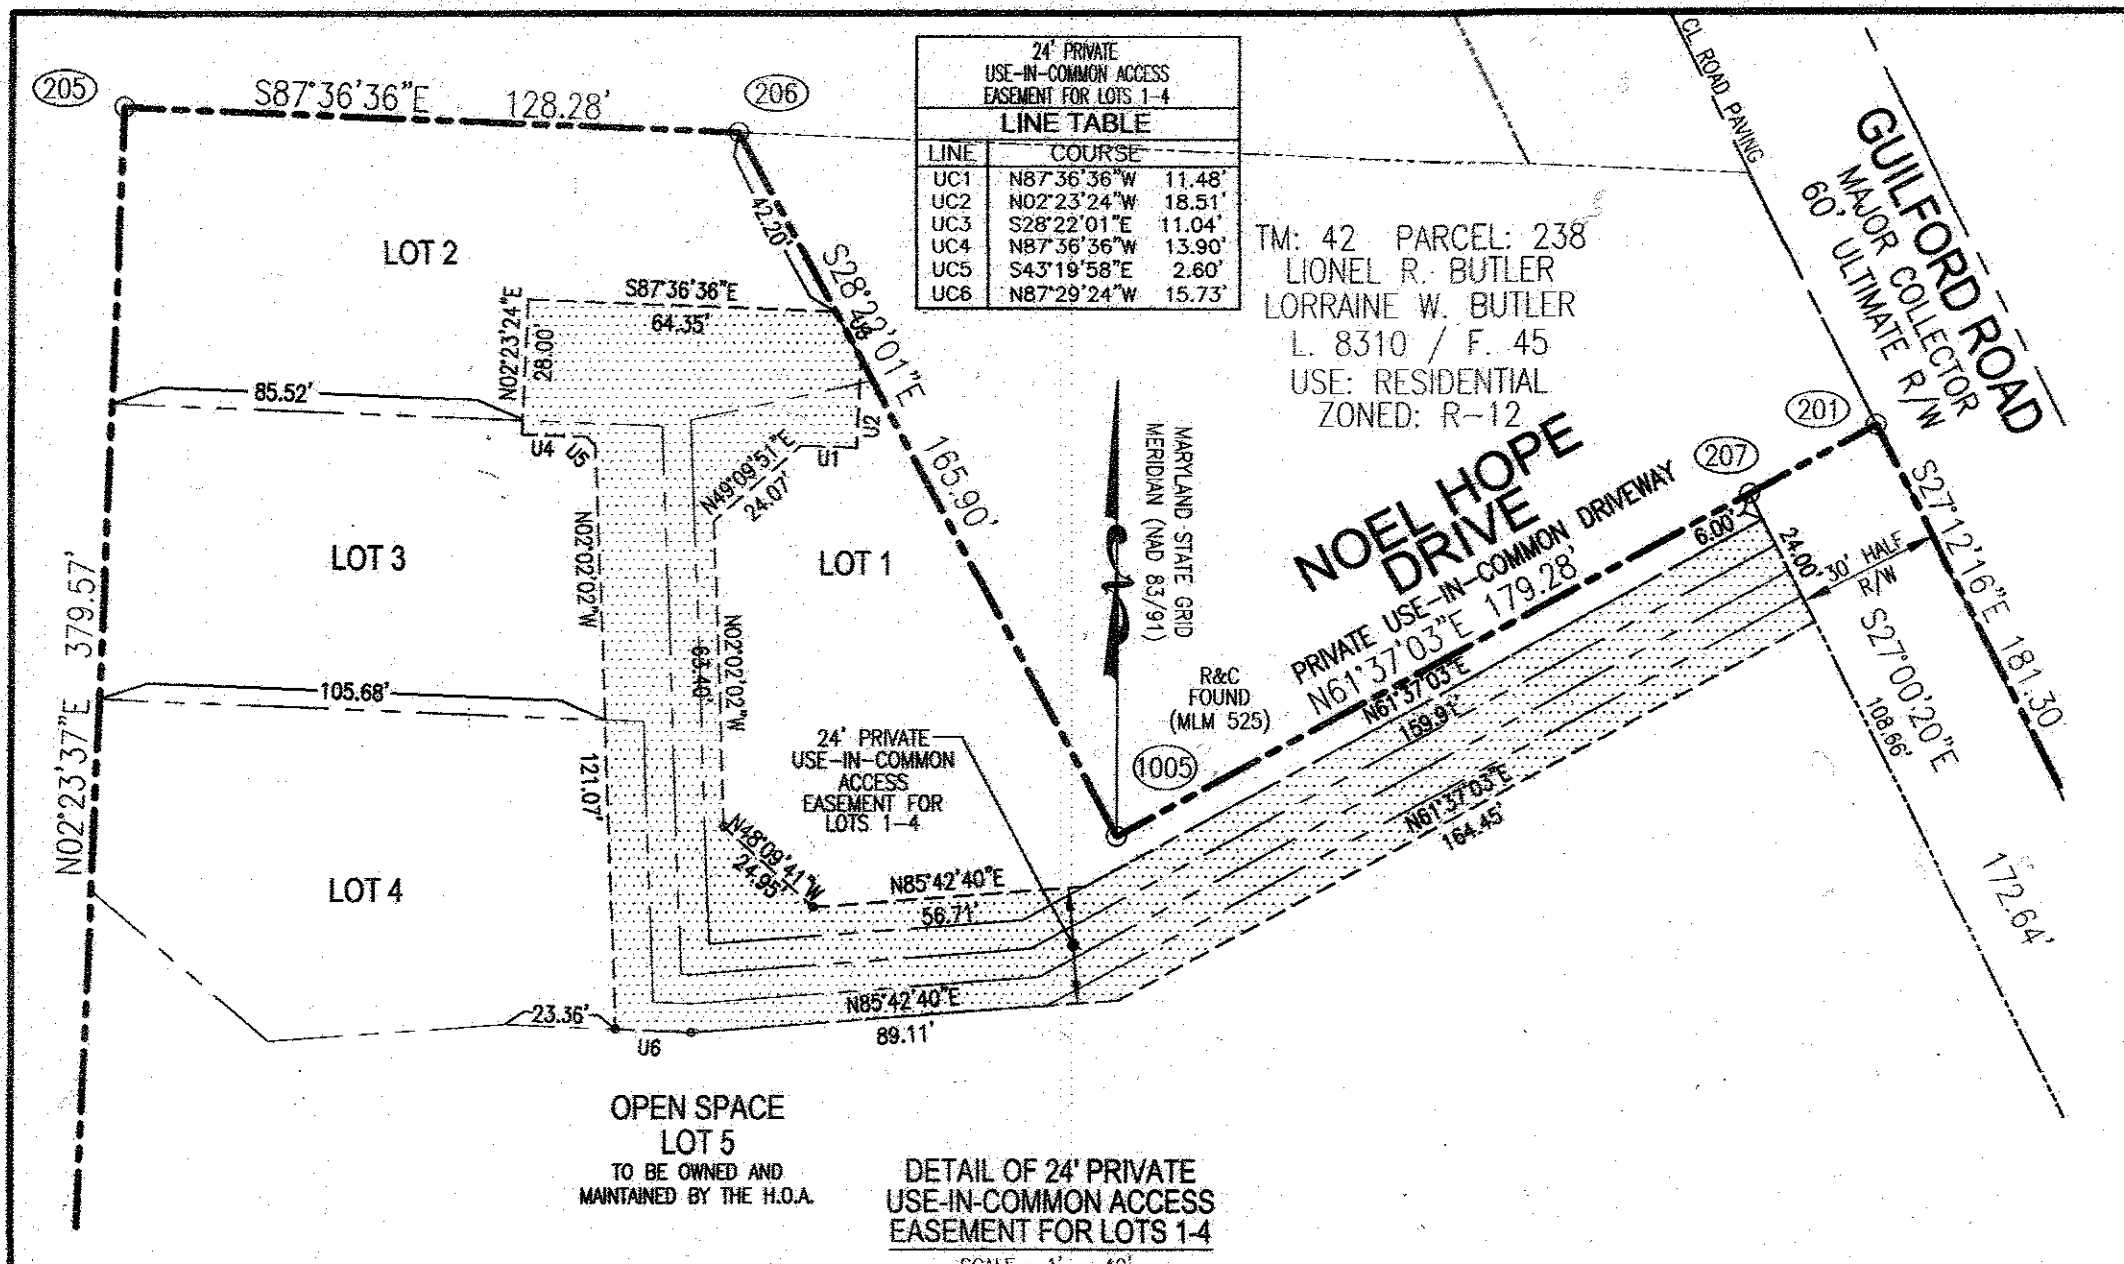 205
S87°36'36"E 128.28'
206
24' PRIVATE
USE-IN-COMMON ACCESS
EASEMENT FOR LOTS 1-4
LINE TABLE
LINE COURSE
UC1 N87°36'36"W 11.48'
UC2 N02°23'24"W 18.51'
UC3 S28°22'01"E 11.04'
UC4 N87°36'36"W 13.90'
UC5 S43°19'58"E 2.60'
UC6 N87°29'24"W 15.73'
CL ROAD PAVING
GUILFORD ROAD
MAJOR COLLECTOR
60' ULTIMATE R/W
TM: 42 PARCEL: 238
LIONEL R. BUTLER
LORRAINE W. BUTLER
L. 8310 / F. 45
USE: RESIDENTIAL
ZONED: R-12
LOT 2
42.20'
S28°22'01"E
165.90'
S87°36'36"E
64.35'
N02°23'24"E
28.00'
85.52'
U4
U5
U2
U1
N49°09'51"E
24.07'
LOT 3
LOT 1
N02°02'02"W
N02°02'02"W
63.40'
N02°23'37"E 379.57'
105.68'
121.07'
MARYLAND STATE GRID
MERIDIAN (NAD 83/91)
201
207
NOEL HOPE
DRIVE
PRIVATE USE-IN-COMMON DRIVEWAY
N61°37'03"E 179.28'
6.00'
24.00'
30' HALF
R/W
S27°12'16"E 181.30'
S27°00'20"E
108.66'
172.64'
R&C
FOUND
(MLM 525)
N61°37'03"E
159.91'
1005
24' PRIVATE
USE-IN-COMMON
ACCESS
EASEMENT FOR
LOTS 1-4
N61°37'03"E
164.45'
N48°09'41"W
24.95'
LOT 4
N85°42'40"E
56.71'
N85°42'40"E
89.11'
23.36'
U6
OPEN SPACE
LOT 5
TO BE OWNED AND
MAINTAINED BY THE H.O.A.
DETAIL OF 24' PRIVATE
USE-IN-COMMON ACCESS
EASEMENT FOR LOTS 1-4